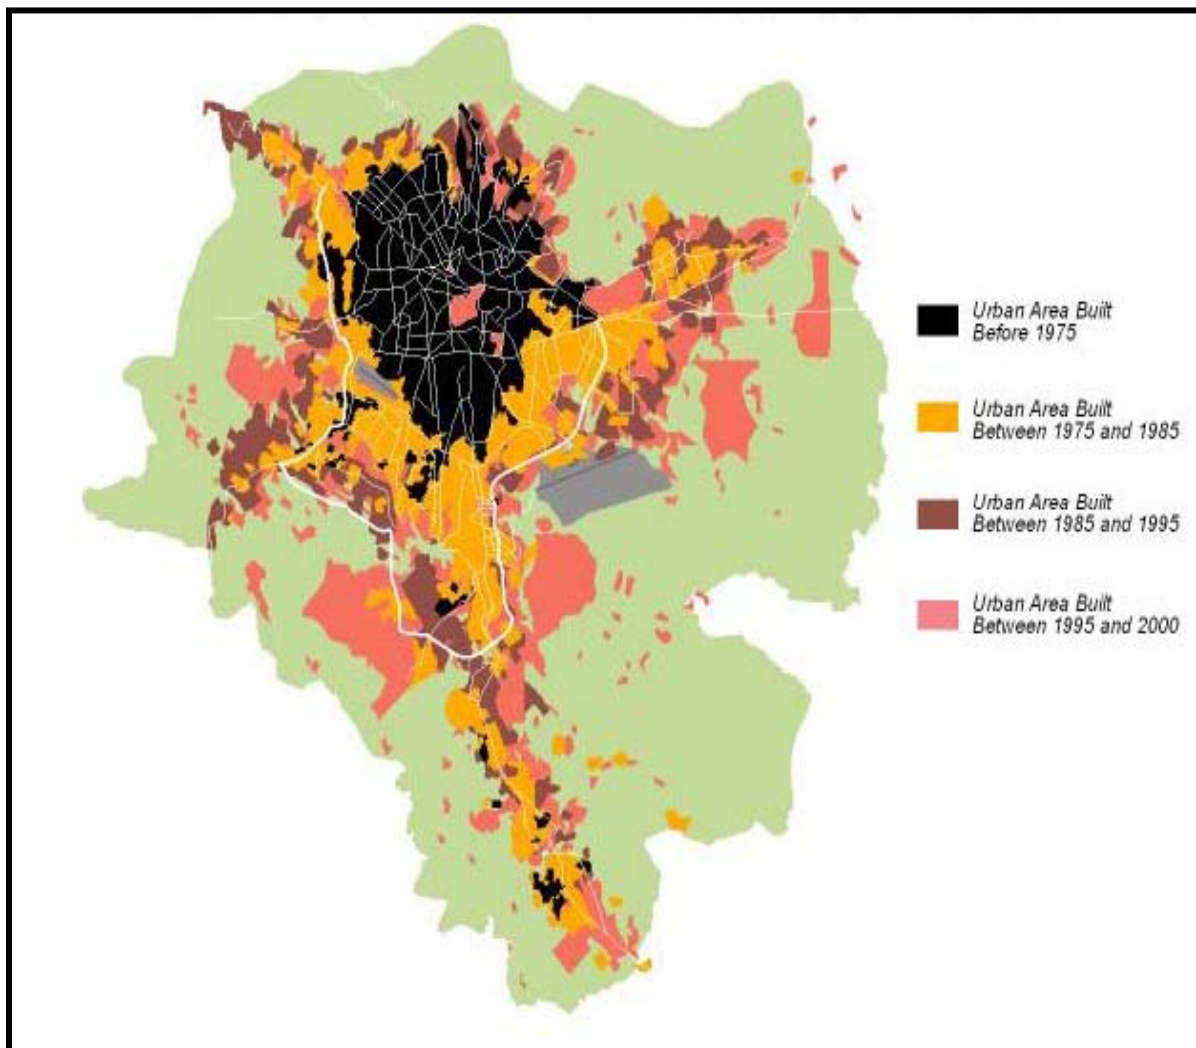 Urban Area Built
Before 1975
Urban Area Built
Between 1975 and 1985
Urban Area Built
Between 1985 and 1995
Urban Area Built
Between 1995 and 2000